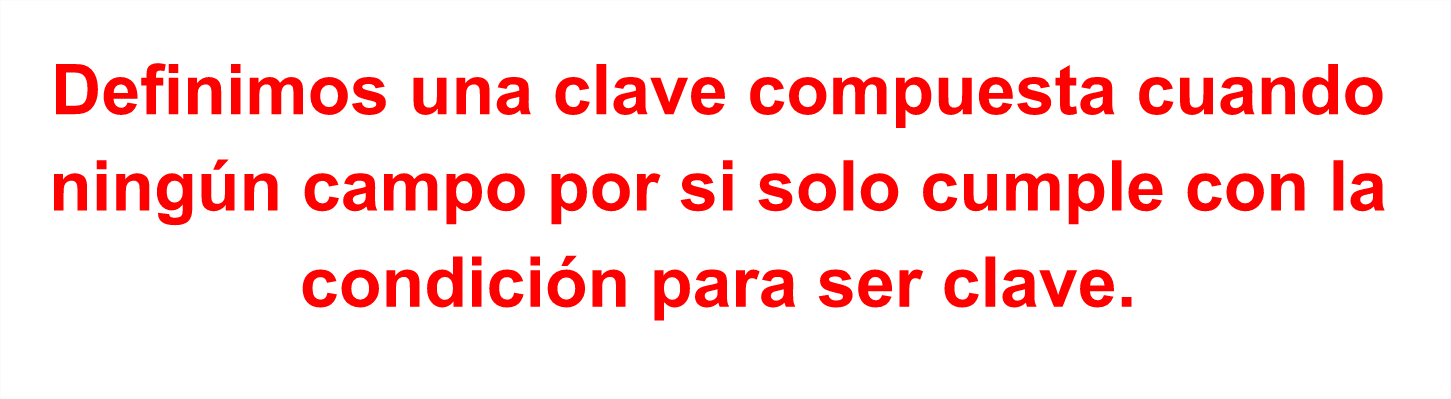 Definimos una clave compuesta cuando
ningún campo por si solo cumple con la
condición para ser clave.